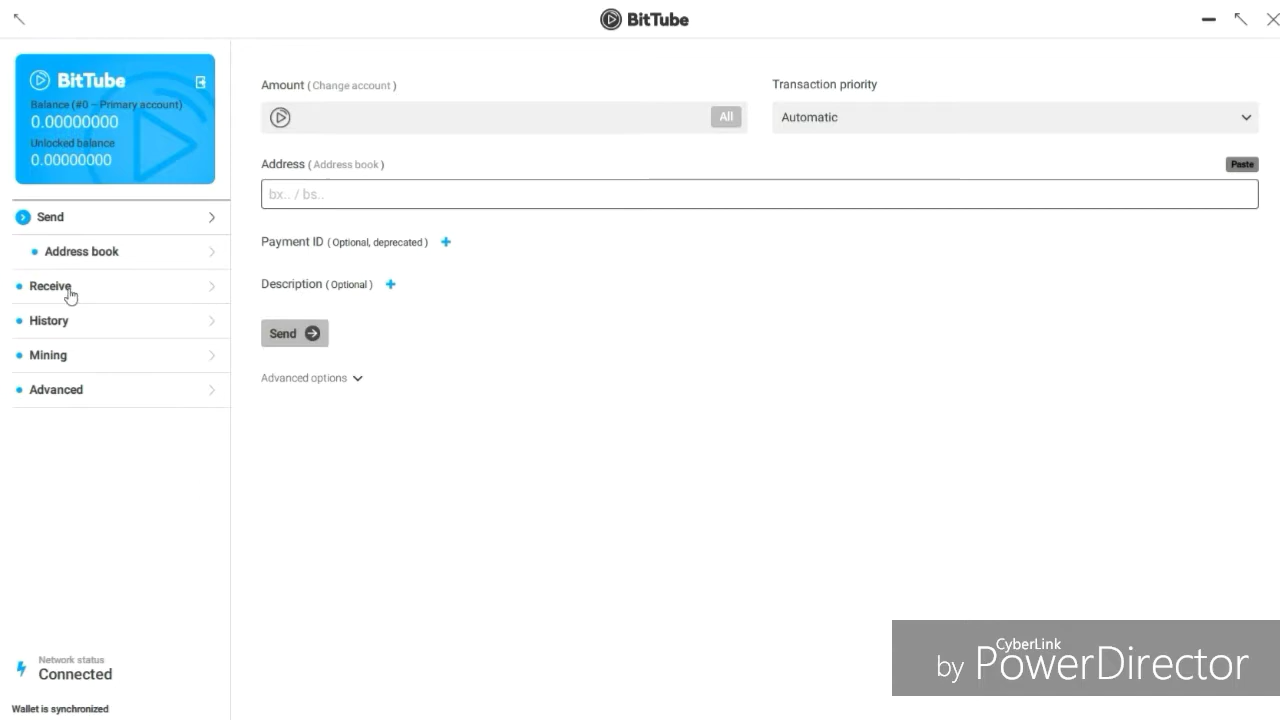 BitTube
BitTube
Balance (#0 – Primary account)
0.00000000
Unlocked balance
0.00000000
Send
Address book
Receive
History
Mining
Advanced
Network status
Connected
Wallet is synchronized
Amount ( Change account )
All
Transaction priority
Automatic
Address ( Address book )
Paste
bx.. / bs..
Payment ID ( Optional, deprecated )
Description ( Optional )
Send
Advanced options
CyberLink
by PowerDirector